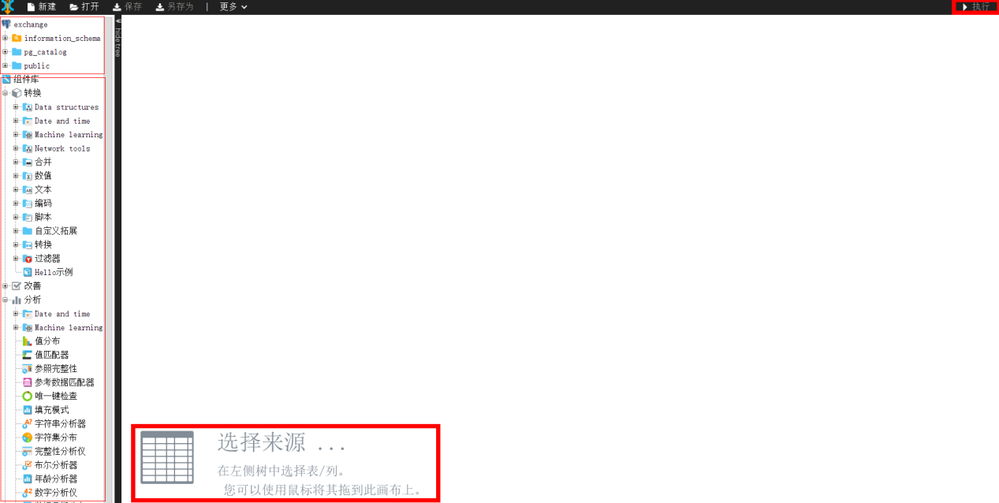 新建 打开 保存 另存为 | 更多 执行
exchange
information_schema
pg_catalog
public
hide tree
组件库
转换
Data structures
Date and time
Machine learning
Network tools
合并
数值
文本
编码
脚本
自定义拓展
转换
过滤器
Hello示例
改善
分析
Date and time
Machine learning
值分布
值匹配器
参照完整性
参考数据匹配器
唯一键检查
填充模式
字符串分析器
字符集分布
完整性分析仪
布尔分析器
年龄分析器
数字分析仪
选择来源 ...
在左侧树中选择表/列。
您可以使用鼠标将其拖到此画布上。